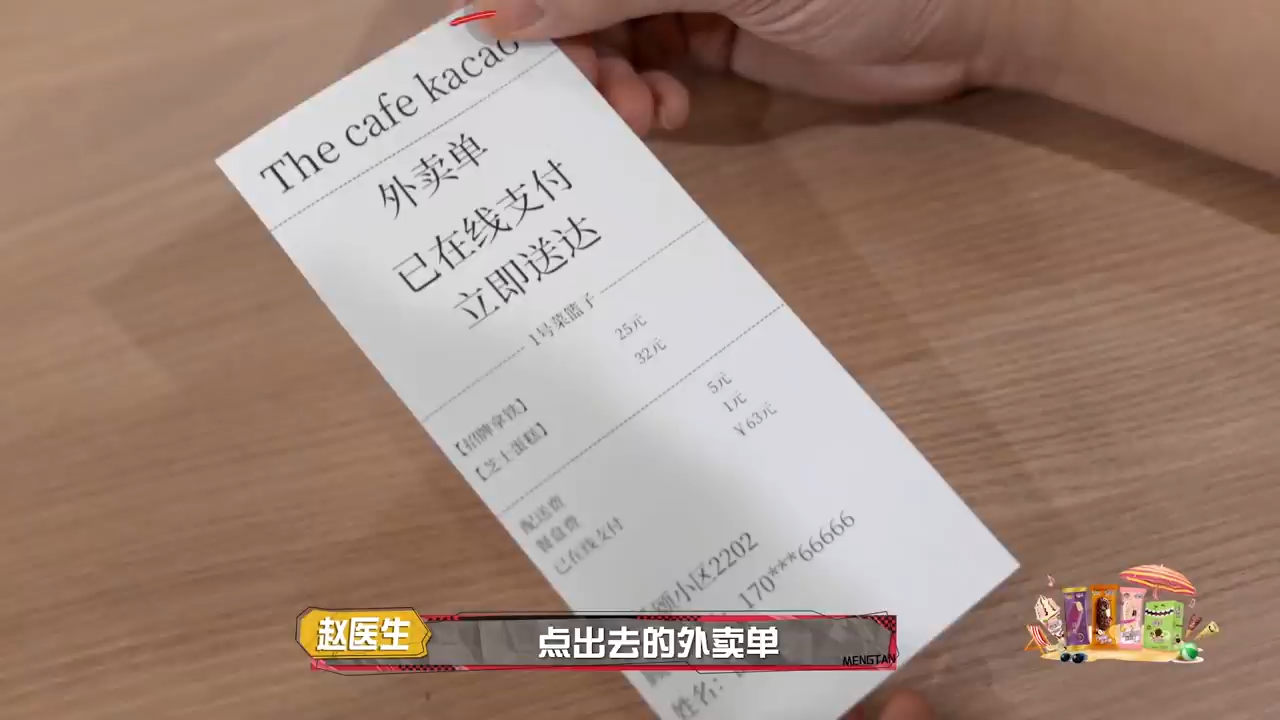 The cafe kacao
外卖单
已在线支付
立即送达
1号菜篮子
【招牌拿铁】 25元
【芝士蛋糕】 32元
配送费 5元
餐盒费 1元
已在线支付 ¥63元
小区2202
170***66666
姓名：
赵医生
点出去的外卖单
MENGTAN